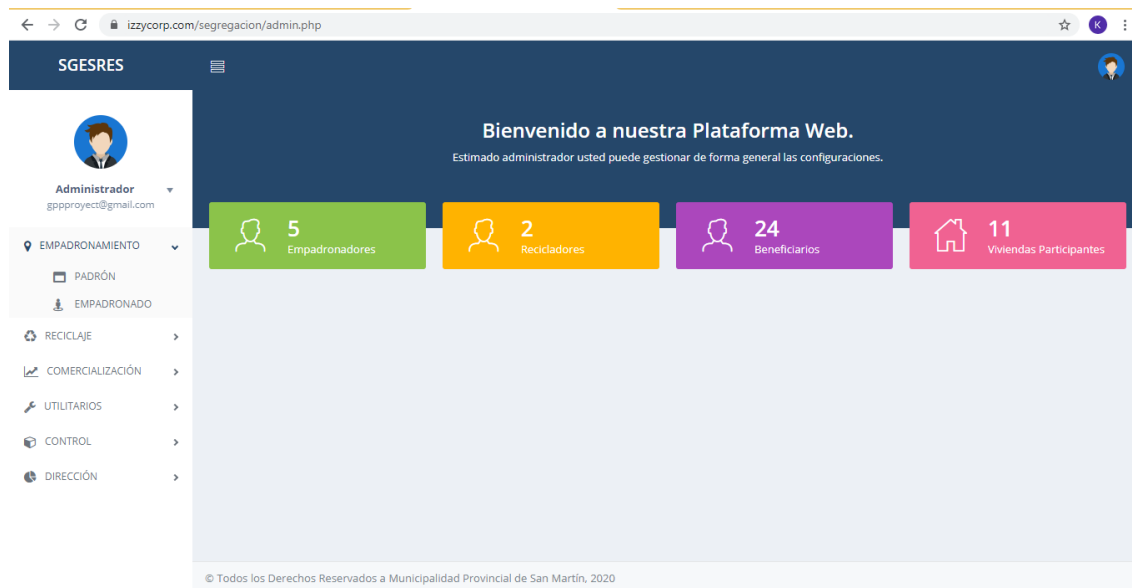 izzycorp.com/segregacion/admin.php
K
SGESRES
Administrador
gppproyect@gmail.com
EMPADRONAMIENTO
PADRÓN
EMPADRONADO
RECICLAJE
COMERCIALIZACIÓN
UTILITARIOS
CONTROL
DIRECCIÓN
Bienvenido a nuestra Plataforma Web.
Estimado administrador usted puede gestionar de forma general las configuraciones.
5
Empadronadores
2
Recicladores
24
Beneficiarios
11
Viviendas Participantes
© Todos los Derechos Reservados a Municipalidad Provincial de San Martín, 2020